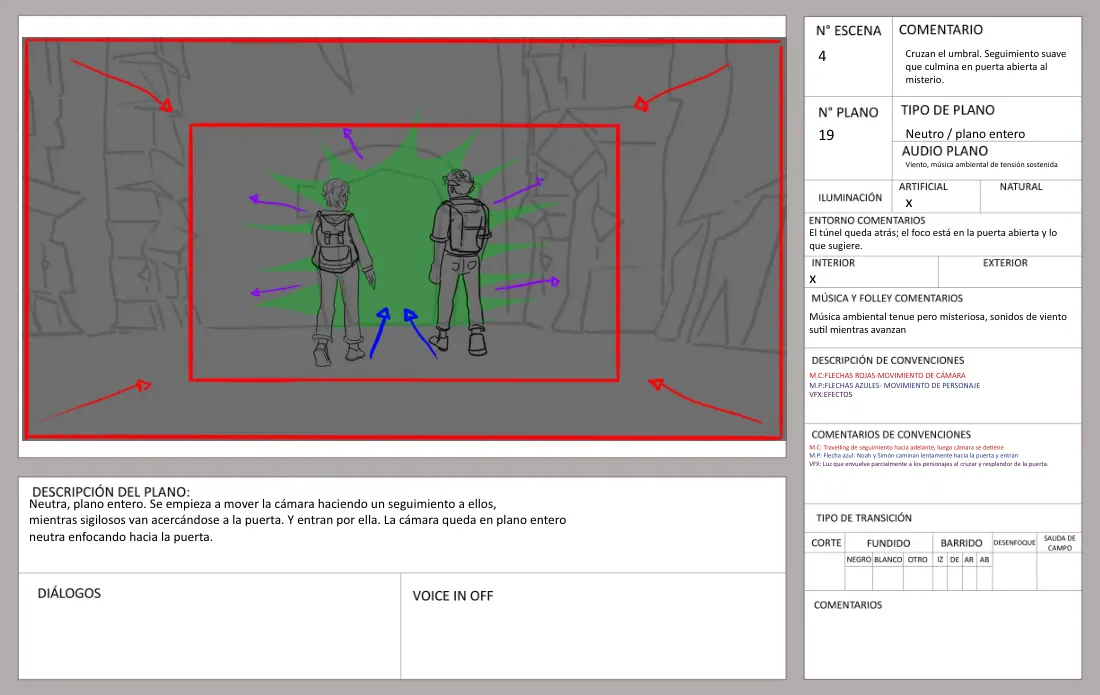 N° ESCENA
4
COMENTARIO
Cruzan el umbral. Seguimiento suave
que culmina en puerta abierta al
misterio.
N° PLANO
19
TIPO DE PLANO
Neutro / plano entero
AUDIO PLANO
Viento, música ambiental de tensión sostenida
ILUMINACIÓN
ARTIFICIAL
X
NATURAL
ENTORNO COMENTARIOS
El túnel queda atrás; el foco está en la puerta abierta y lo
que sugiere.
INTERIOR
X
EXTERIOR
MÚSICA Y FOLLEY COMENTARIOS
Música ambiental tenue pero misteriosa, sonidos de viento
sutil mientras avanzan
DESCRIPCIÓN DE CONVENCIONES
M.C:FLECHAS ROJAS-MOVIMIENTO DE CÁMARA
M.P:FLECHAS AZULES- MOVIMIENTO DE PERSONAJE
VFX:EFECTOS
COMENTARIOS DE CONVENCIONES
M.C. Travelling de seguimiento hacia adelante, luego cámara se detiene
M.P: Flecha azul: Noah y Simón caminan lentamente hacia la puerta y entran
VFX: Luz que envuelve parcialmente a los personajes al cruzar y resplandor de la puerta.
TIPO DE TRANSICIÓN
CORTE
FUNDIDO
BARRIDO
DESENFOQUE
SALIDA DE
CAMPO
NEGRO BLANCO OTRO
IZ DE AR AB
COMENTARIOS
DESCRIPCIÓN DEL PLANO:
Neutra, plano entero. Se empieza a mover la cámara haciendo un seguimiento a ellos,
mientras sigilosos van acercándose a la puerta. Y entran por ella. La cámara queda en plano entero
neutra enfocando hacia la puerta.
DIÁLOGOS
VOICE IN OFF